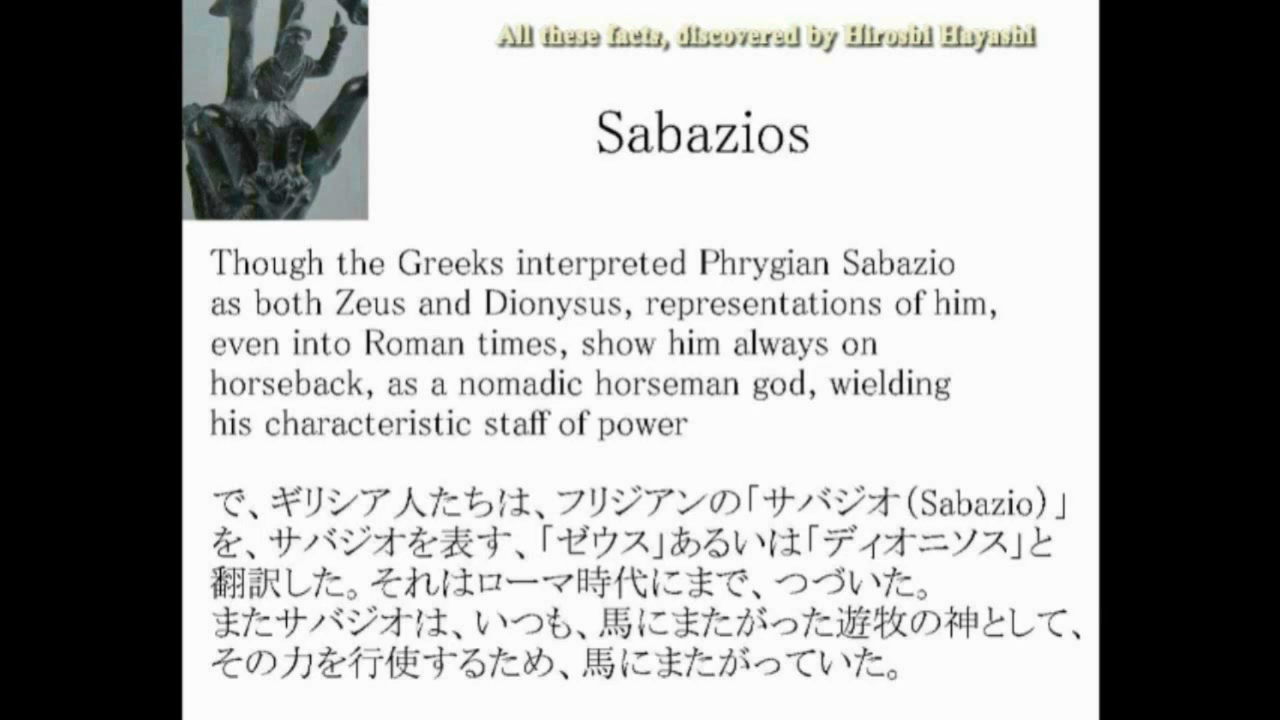 All these facts, discovered by Hiroshi Hayashi
Sabazios
Though the Greeks interpreted Phrygian Sabazio
as both Zeus and Dionysus, representations of him,
even into Roman times, show him always on
horseback, as a nomadic horseman god, wielding
his characteristic staff of power
で、ギリシア人たちは、フリジアンの「サバジオ(Sabazio)」
を、サバジオを表す、「ゼウス」あるいは「ディオニソス」と
翻訳した。それはローマ時代にまで、つづいた。
またサバジオは、いつも、馬にまたがった遊牧の神として、
その力を行使するため、馬にまたがっていた。